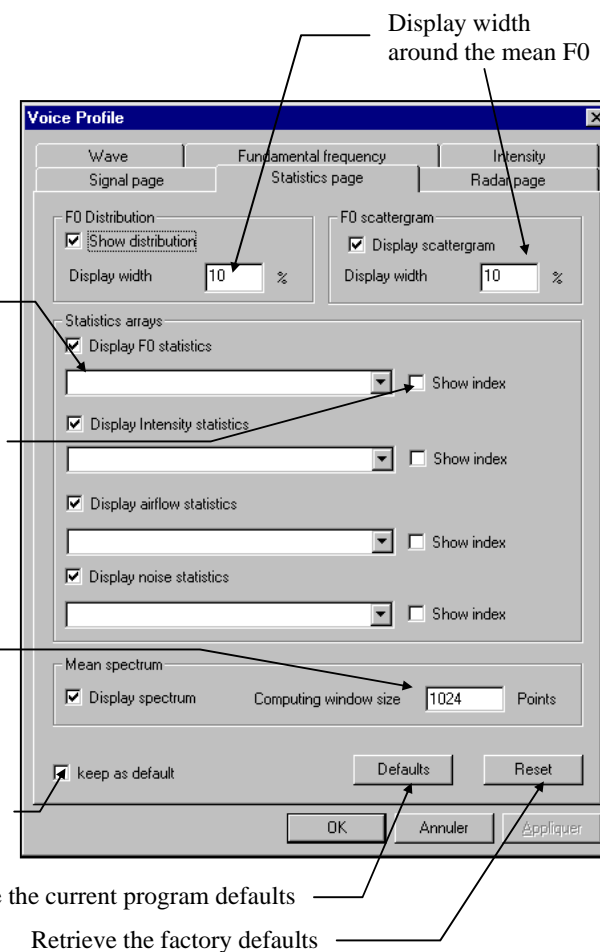 Display width
around the mean F0
Voice Profile
Wave Fundamental frequency Intensity
Signal page Statistics page Radar page
F0 Distribution F0 scattergram
Show distribution Display scattergram
Display width 10 % Display width 10 %
Statistics arrays
Display F0 statistics
Show index
Display Intensity statistics
Show index
Display airflow statistics
Show index
Display noise statistics
Show index
Mean spectrum
Display spectrum Computing window size 1024 Points
keep as default Defaults Reset
OK Annuler Appliquer
the current program defaults
Retrieve the factory defaults